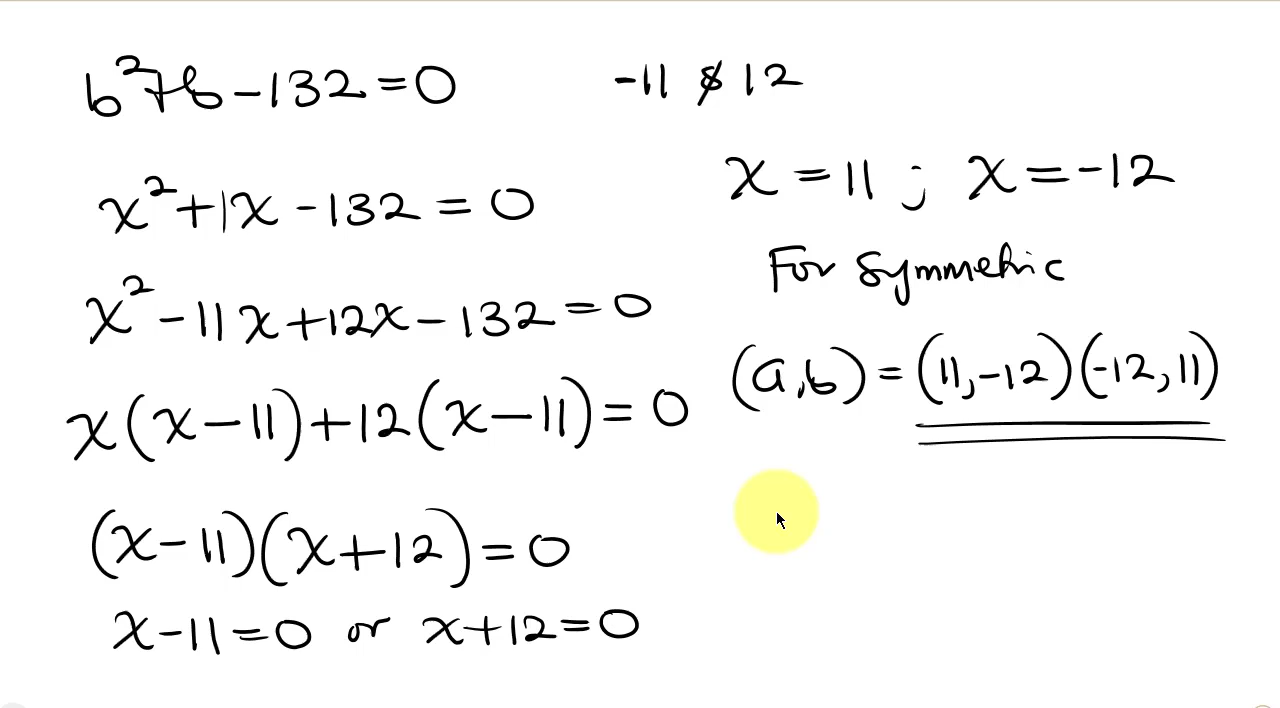 b²7b-132=0
x²+1x-132=0
x²-11x+12x-132=0
x(x-11)+12(x-11)=0
(x-11)(x+12)=0
x-11=0 or x+12=0
-11 & 12
x=11; x=-12
For Symmetric
(a,b)=(11,-12)(-12,11)